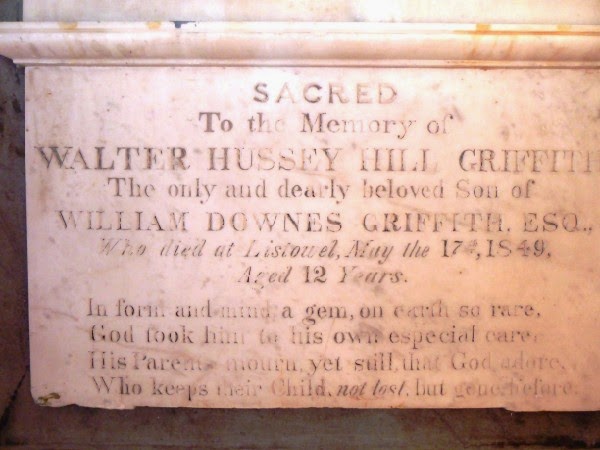 SACRED
To the Memory of
WALTER HUSSEY HILL GRIFFITH
The only and dearly beloved Son of
WILLIAM DOWNES GRIFFITH, ESQ.,
Who died at Listowel, May the 17th, 1849,
Aged 12 Years.
In form and mind a gem, on earth so rare,
God took him to his own especial care;
His Parents mourn, yet still, that God adore,
Who keeps their Child, not lost, but gone before.